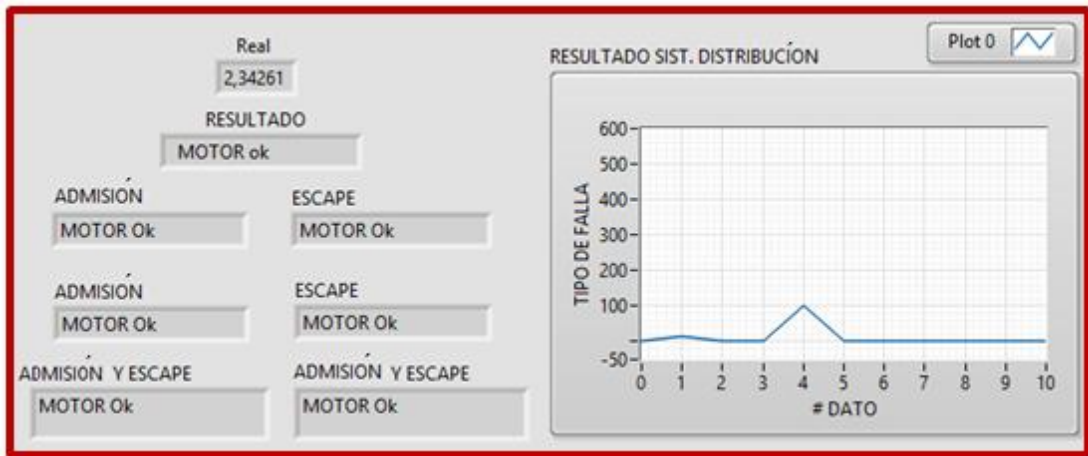 Real
2,34261
RESULTADO
MOTOR ok
ADMISIÓN
MOTOR Ok
ESCAPE
MOTOR Ok
ADMISIÓN
MOTOR Ok
ESCAPE
MOTOR Ok
ADMISIÓN Y ESCAPE
MOTOR Ok
ADMISIÓN Y ESCAPE
MOTOR Ok
RESULTADO SIST. DISTRIBUCÍON
Plot 0
TIPO DE FALLA
600
500
400
300
200
100
-50
0 1 2 3 4 5 6 7 8 9 10
# DATO